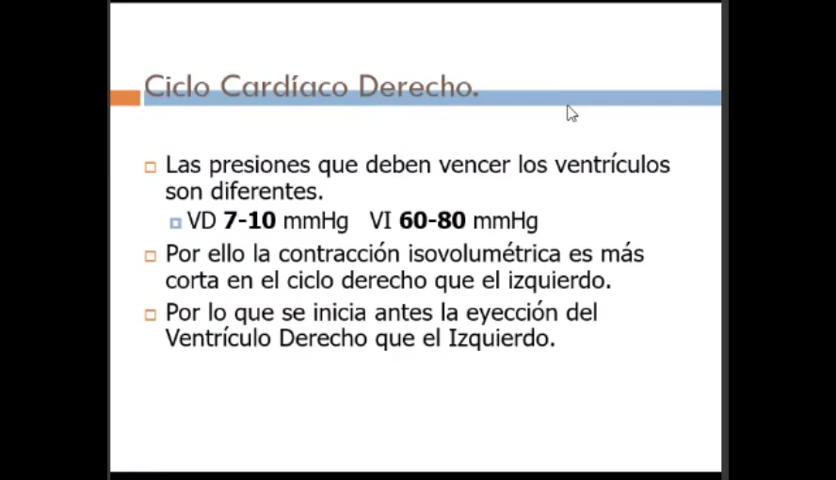 Ciclo Cardíaco Derecho.
Las presiones que deben vencer los ventrículos
son diferentes.
VD 7-10 mmHg VI 60-80 mmHg
Por ello la contracción isovolumétrica es más
corta en el ciclo derecho que el izquierdo.
Por lo que se inicia antes la eyección del
Ventrículo Derecho que el Izquierdo.